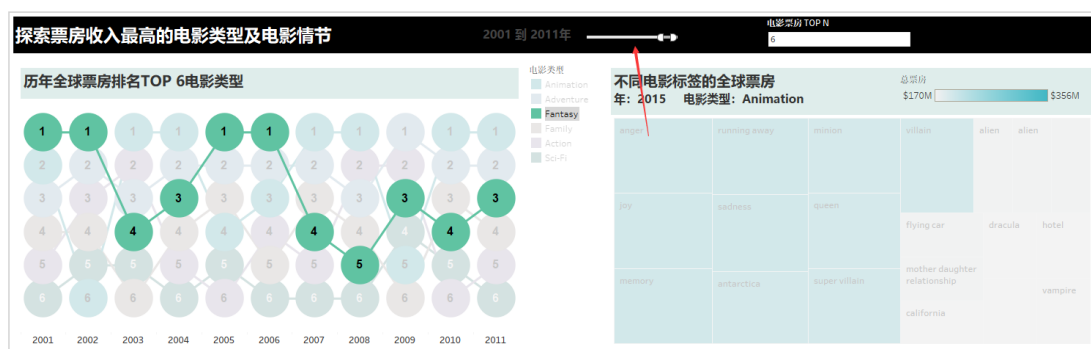 探索票房收入最高的电影类型及电影情节
2001 到 2011年
电影票房 TOP N
6
历年全球票房排名TOP 6电影类型
电影类型
Animation
Adventure
Fantasy
Family
Action
Sci-Fi
不同电影标签的全球票房
年: 2015 电影类型: Animation
总票房
$170M $356M
1 1 1 1 1 1 1 1 1 1 1
2 2 2 2 2 2 2 2 2 2 2
3 3 3 3 3 3 3 3 3 3 3
4 4 4 4 4 4 4 4 4 4 4
5 5 5 5 5 5 5 5 5 5 5
6 6 6 6 6 6 6 6 6 6 6
2001 2002 2003 2004 2005 2006 2007 2008 2009 2010 2011
anger running away minion villain alien alien
joy sadness queen
flying car dracula hotel
memory antarctica super villain
mother daughter
relationship
vampire
california